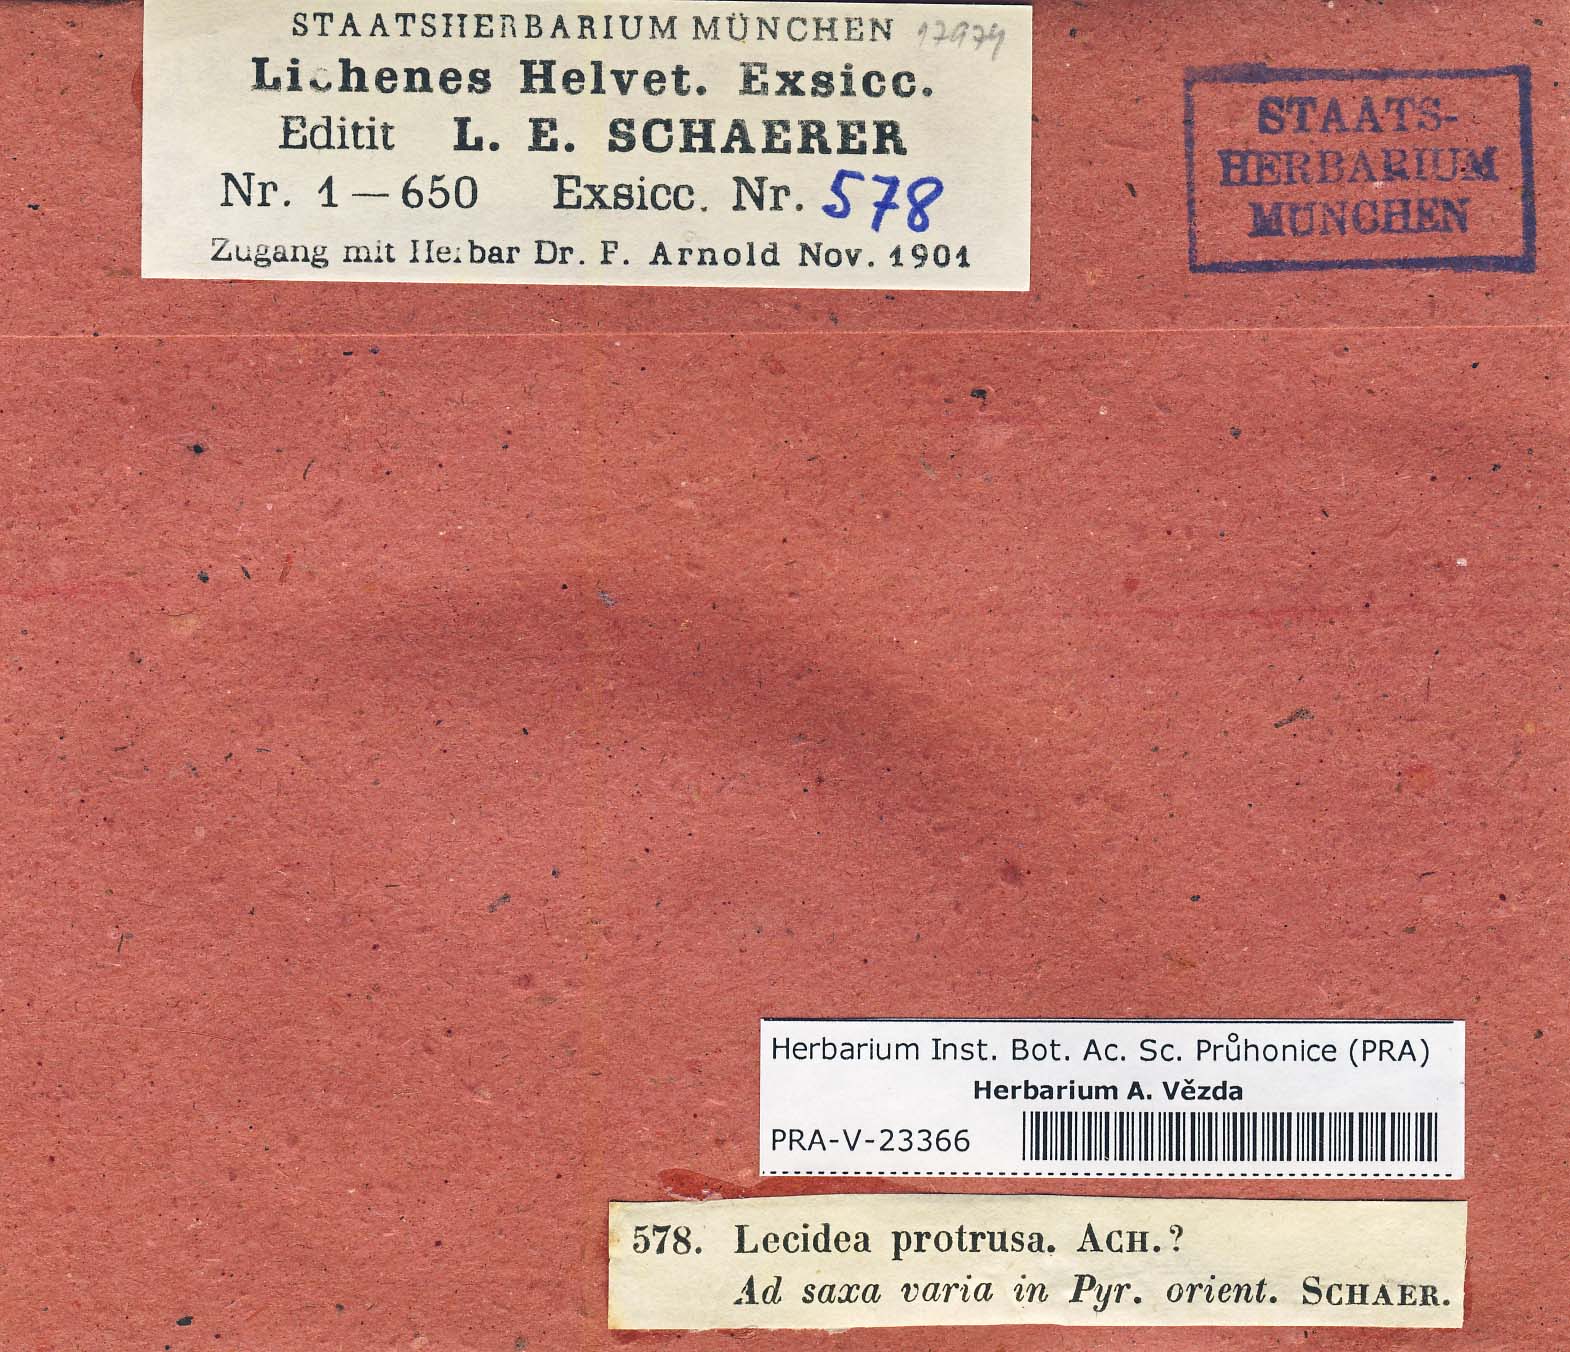 STAATSHERBARIUM MÜNCHEN 17974
Lichenes Helvet. Exsicc.
Editit L. E. SCHAERER
Nr. 1—650 Exsicc. Nr. 578
Zugang mit Herbar Dr. F. Arnold Nov. 1901
STAATS-
HERBARIUM
MÜNCHEN
Herbarium Inst. Bot. Ac. Sc. Průhonice (PRA)
Herbarium A. Vězda
PRA-V-23366
578. Lecidea protrusa. ACH.?
Ad saxa varia in Pyr. orient. SCHAER.